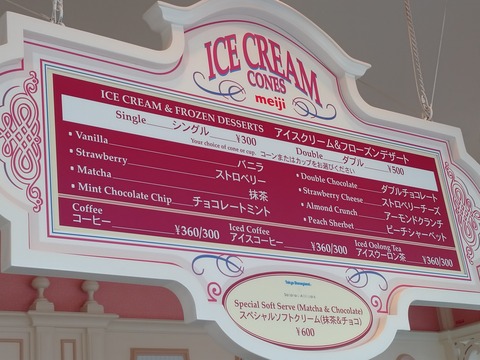 ICE CREAM
CONES
meiji
ICE CREAM & FROZEN DESSERTS アイスクリーム&フローズンデザート
Single シングル ¥300 Double ダブル ¥500
Your choice of cone or cup. コーンまたはカップをお選びください
• Vanilla バニラ
• Strawberry ストロベリー
• Matcha 抹茶
• Mint Chocolate Chip チョコレートミント
• Double Chocolate ダブルチョコレート
• Strawberry Cheese ストロベリーチーズ
• Almond Crunch アーモンドクランチ
• Peach Sherbet ピーチシャーベット
Coffee
コーヒー ¥360/300
Iced Coffee
アイスコーヒー ¥360/300
Iced Oolong Tea
アイスウーロン茶 ¥360/300
Special Soft Serve (Matcha & Chocolate)
スペシャルソフトクリーム(抹茶&チョコ)
¥600